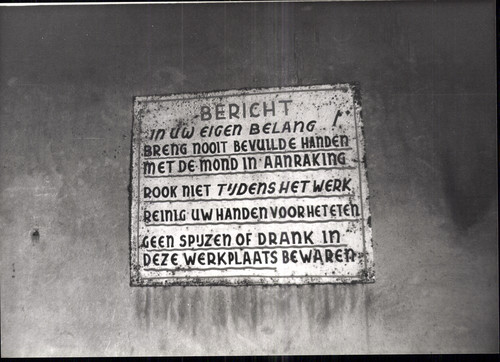 BERICHT
IN UW EIGEN BELANG !
BRENG NOOIT BEVUILDE HANDEN
MET DE MOND IN AANRAKING
ROOK NIET TIJDENS HET WERK
REINIG UW HANDEN VOOR HET ETEN
GEEN SPIJZEN OF DRANK IN
DEZE WERKPLAATS BEWAREN